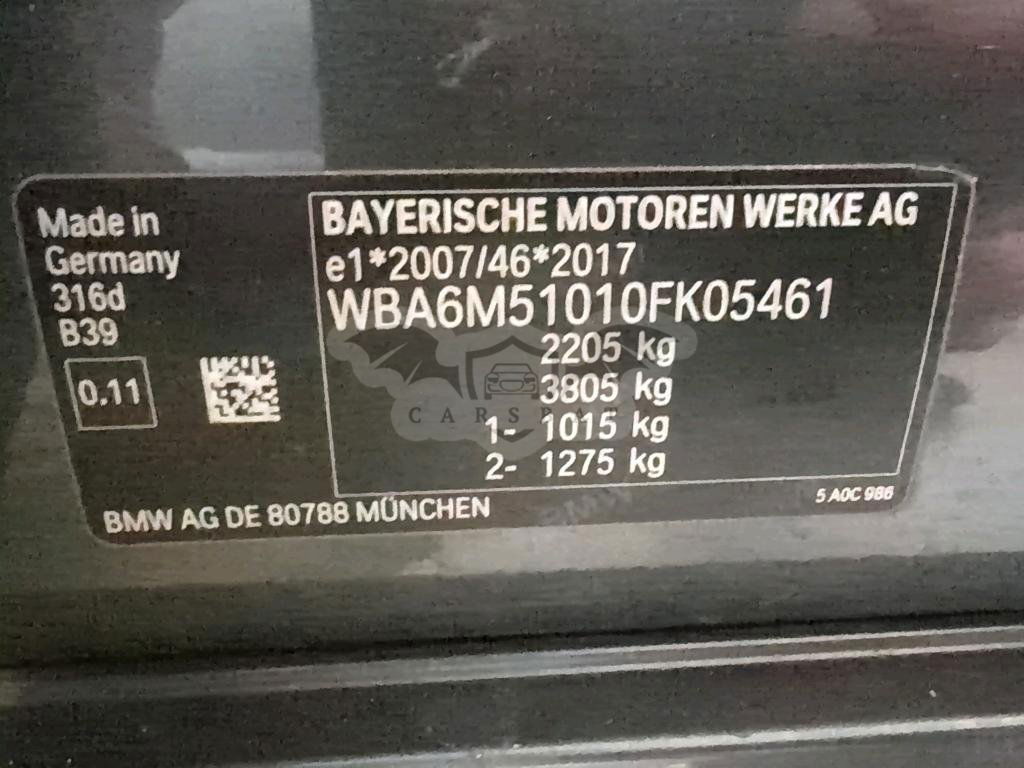 Made in
Germany
316d
B39
0.11
BAYERISCHE MOTOREN WERKE AG
e1*2007/46*2017
WBA6M51010FK05461
2205 kg
3805 kg
1- 1015 kg
2- 1275 kg
BMW AG DE 80788 MÜNCHEN
5 A0C 986